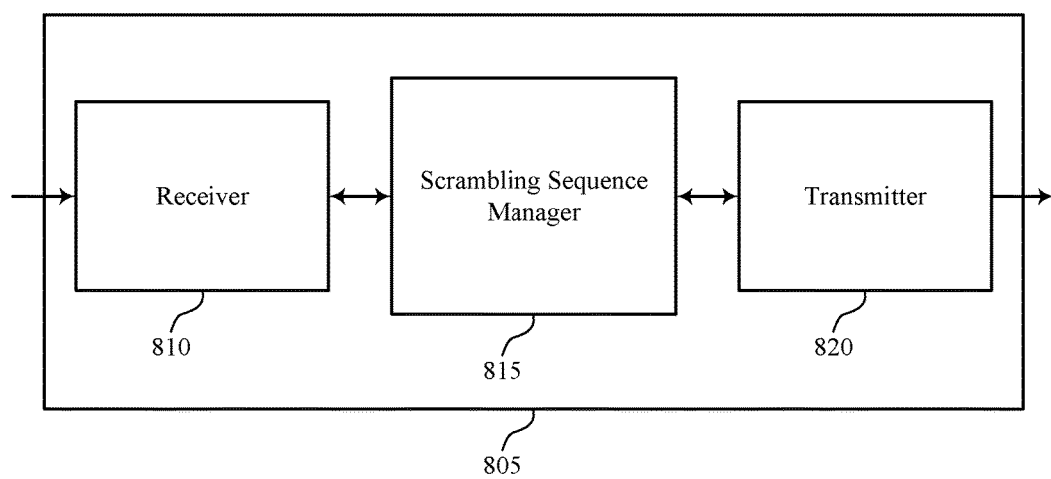 Receiver
Scrambling Sequence
Manager
Transmitter
810
815
820
805